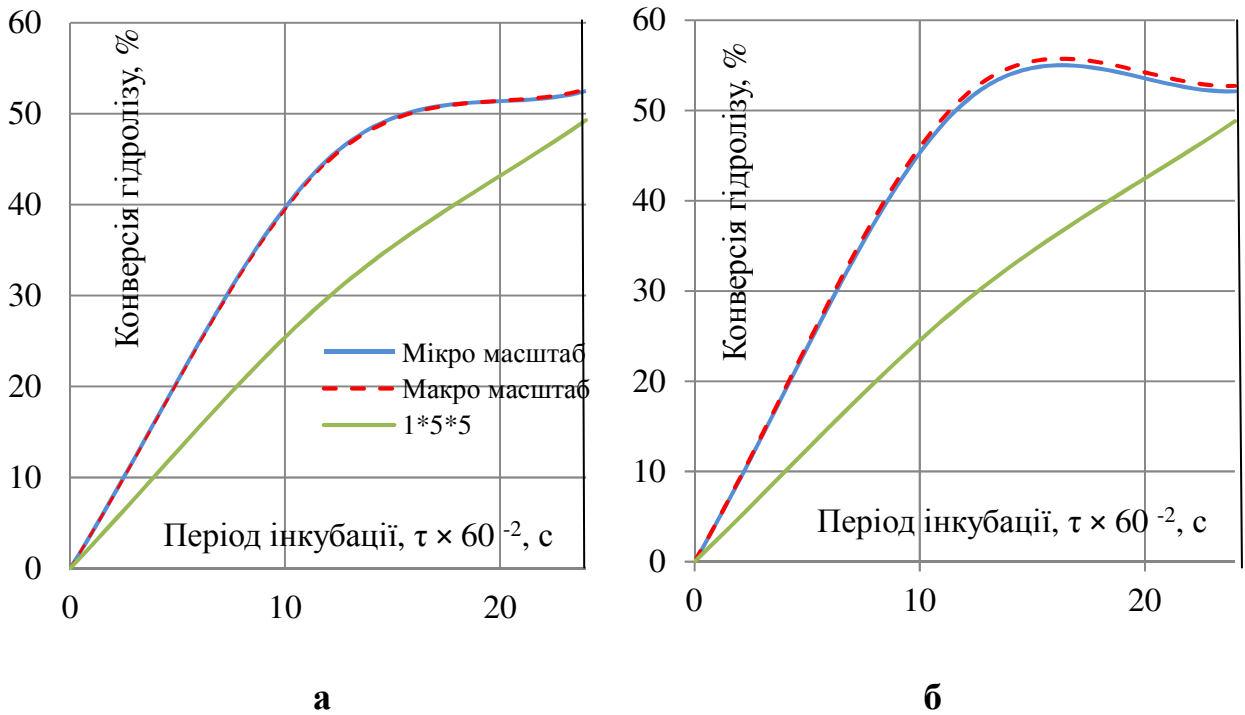 60
50
40
30
20
10
0
Конверсія гідролізу, %
Мікро масштаб
Макро масштаб
1*5*5
Період інкубації, τ × 60 -2, с
0 10 20
а
60
50
40
30
20
10
0
Конверсія гідролізу, %
Період інкубації, τ × 60 -2, с
0 10 20
б